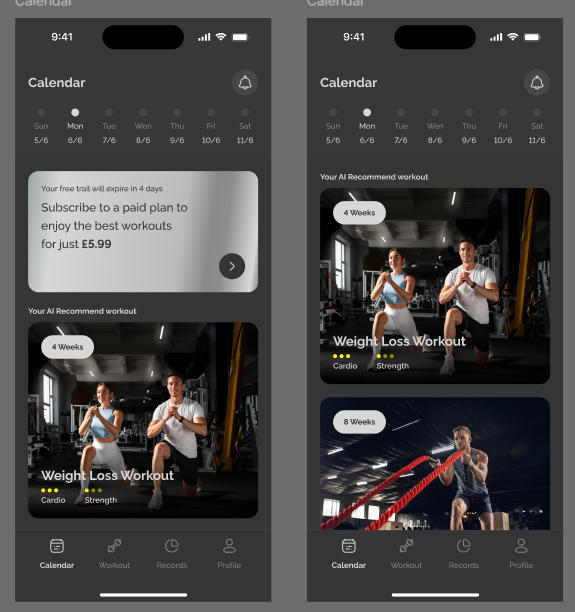 Calendar
9:41
Calendar
Sun Mon Tue Wen Thu Fri Sat
5/6 6/6 7/6 8/6 9/6 10/6 11/6
Your free trail will expire in 4 days
Subscribe to a paid plan to
enjoy the best workouts
for just £5.99
Your AI Recommend workout
4 Weeks
Weight Loss Workout
Cardio Strength
Calendar Workout Records Profile
Calendar
9:41
Calendar
Sun Mon Tue Wen Thu Fri Sat
5/6 6/6 7/6 8/6 9/6 10/6 11/6
Your AI Recommend workout
4 Weeks
Weight Loss Workout
Cardio Strength
8 Weeks
Calendar Workout Records Profile